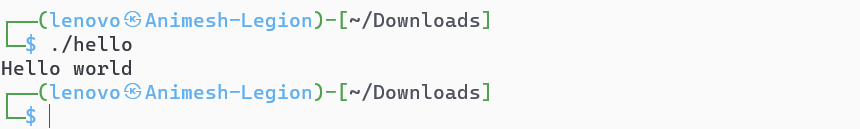 ┌──(lenovo㉿Animesh-Legion)-[~/Downloads]
└─$ ./hello
Hello world
┌──(lenovo㉿Animesh-Legion)-[~/Downloads]
└─$